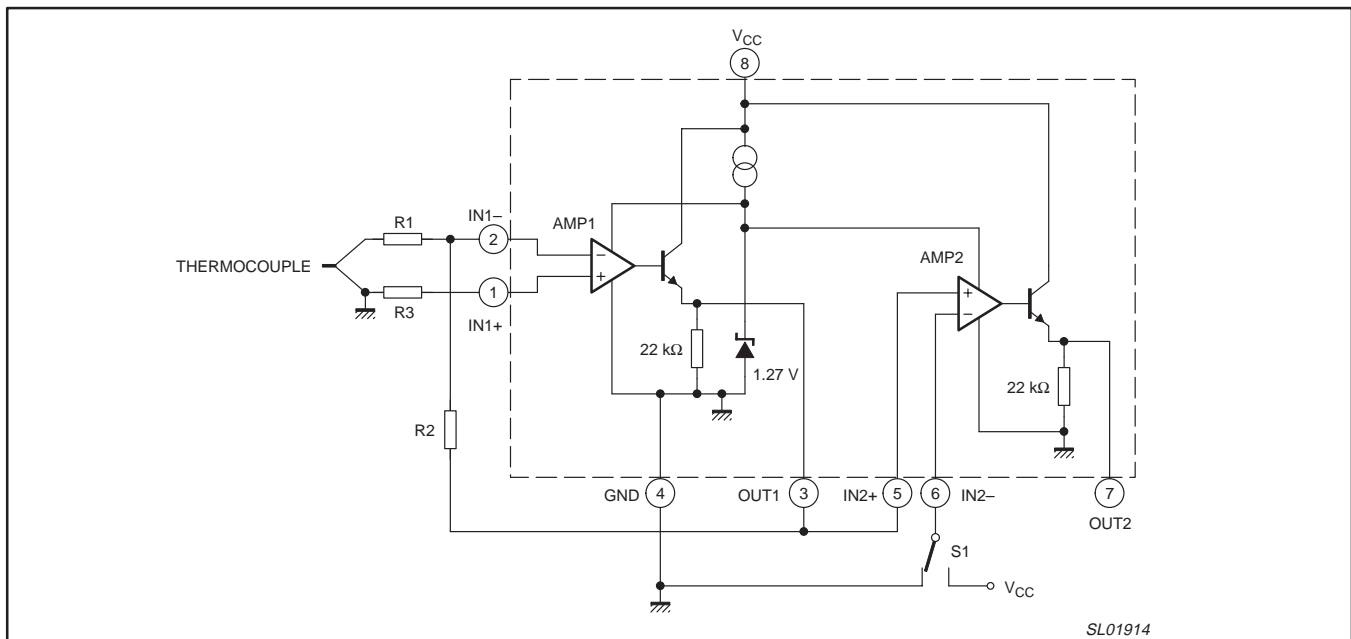 VCC
8
AMP1
R1
IN1–
2
THERMOCOUPLE
1
R3
IN1+
AMP2
22 kΩ
1.27 V
22 kΩ
R2
GND
4
OUT1
3
IN2+
5
6
IN2–
7
OUT2
S1
VCC
SL01914